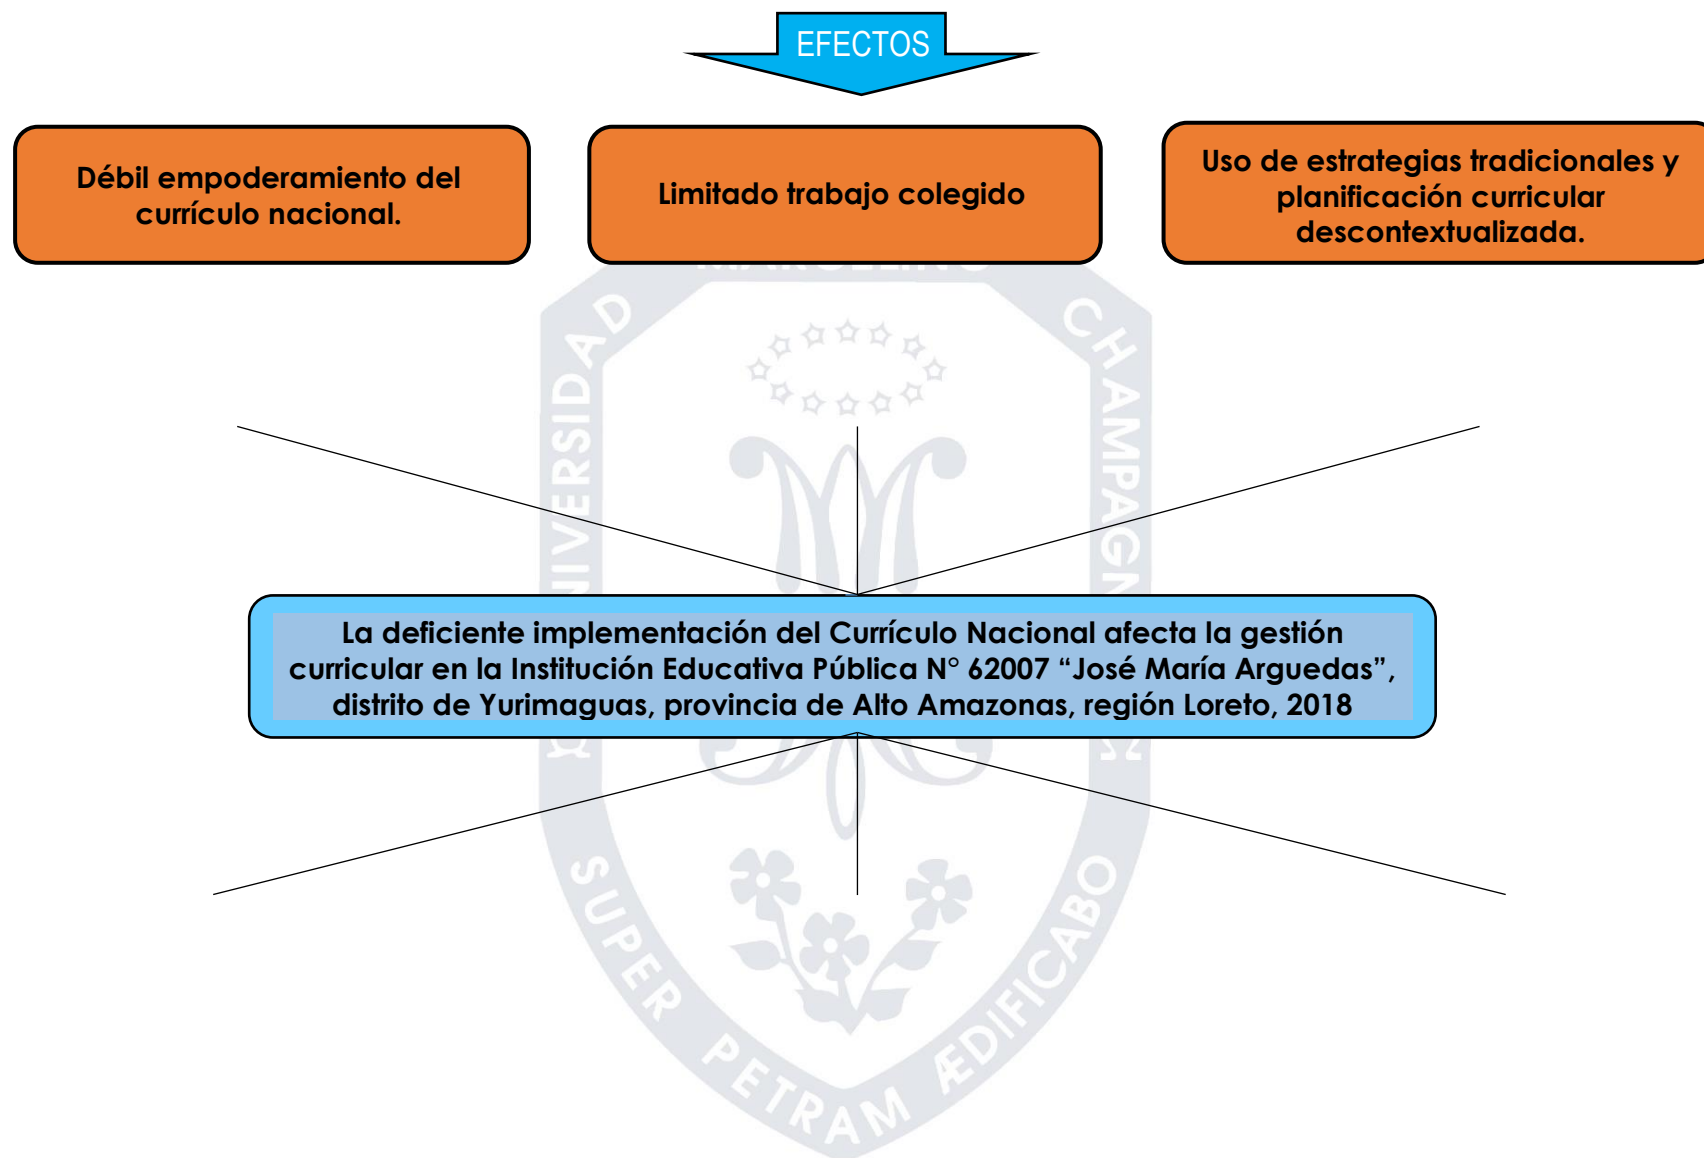 EFECTOS
Débil empoderamiento del
currículo nacional.
Limitado trabajo colegido
Uso de estrategias tradicionales y
planificación curricular
descontextualizada.
UNIVERSIDAD
MARCELLINO
CHAMPAGNAT
La deficiente implementación del Currículo Nacional afecta la gestión
curricular en la Institución Educativa Pública N° 62007 “José María Arguedas”,
distrito de Yurimaguas, provincia de Alto Amazonas, región Loreto, 2018
SUPER PETRAM ÆDIFICABO